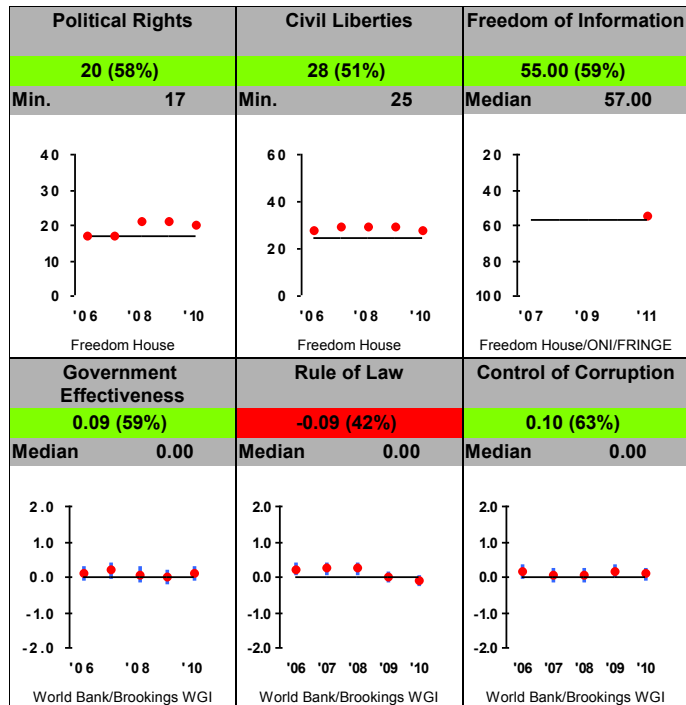 Political Rights
20 (58%)
Min. 17
40
30
20
10
0
'06 '08 '10
Freedom House
Civil Liberties
28 (51%)
Min. 25
60
40
20
0
'06 '08 '10
Freedom House
Freedom of Information
55.00 (59%)
Median 57.00
20
40
60
80
100
'07 '09 '11
Freedom House/ONI/FRINGE
Government
Effectiveness
0.09 (59%)
Median 0.00
2.0
1.0
0.0
-1.0
-2.0
'06 '08 '10
World Bank/Brookings WGI
Rule of Law
-0.09 (42%)
Median 0.00
2.0
1.0
0.0
-1.0
-2.0
'06 '07 '08 '09 '10
World Bank/Brookings WGI
Control of Corruption
0.10 (63%)
Median 0.00
2.0
1.0
0.0
-1.0
-2.0
'06 '07 '08 '09 '10
World Bank/Brookings WGI